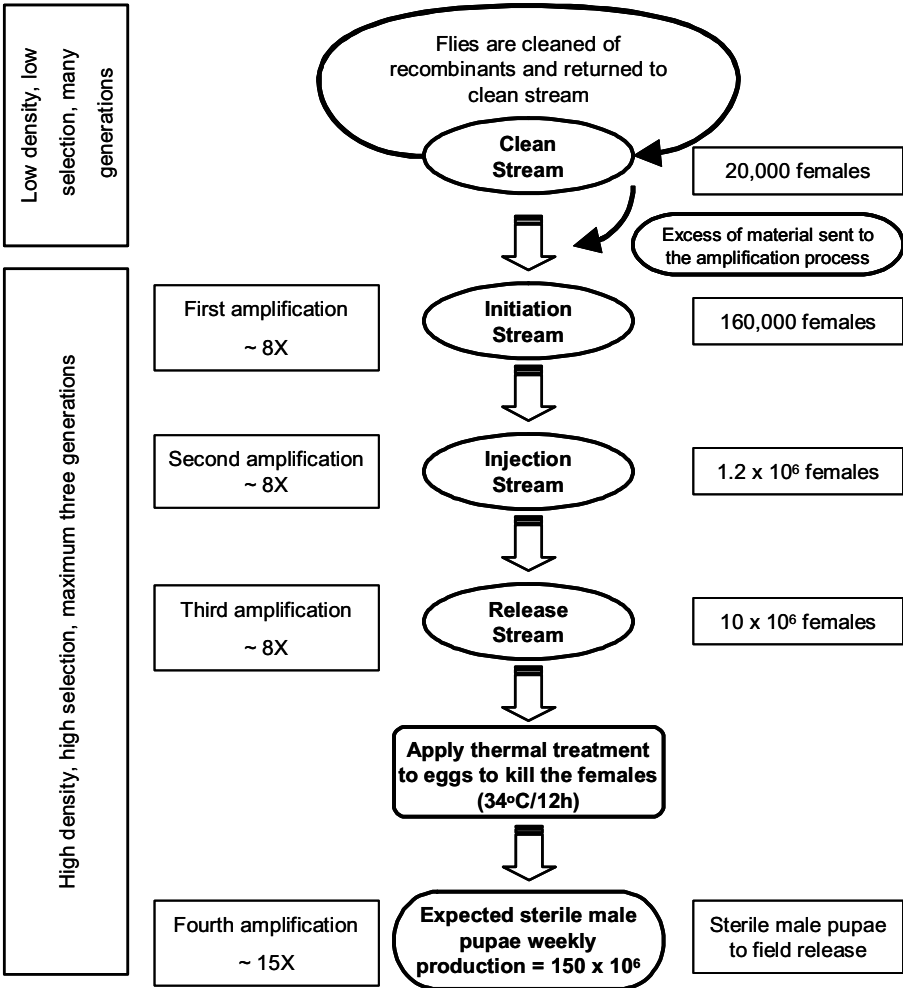 Low density, low
selection, many
generations
Flies are cleaned of
recombinants and returned to
clean stream
Clean
Stream
20,000 females
Excess of material sent to
the amplification process
High density, high selection, maximum three generations
First amplification
~ 8X
Initiation
Stream
160,000 females
Second amplification
~ 8X
Injection
Stream
1.2 x 10⁶ females
Third amplification
~ 8X
Release
Stream
10 x 10⁶ females
Apply thermal treatment
to eggs to kill the females
(34ºC/12h)
Fourth amplification
~ 15X
Expected sterile male
pupae weekly
production = 150 x 10⁶
Sterile male pupae
to field release